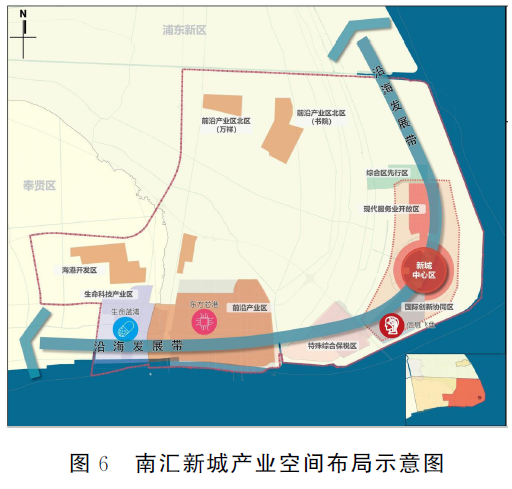 N
浦东新区
沿海发展带
前沿产业区北区
(万祥)
前沿产业区北区
(书院)
综合区先行区
奉贤区
现代服务业开放区
新城
中心区
海港开发区
生命科技产业区
生命蓝湾
东方芯港
前沿产业区
国际创新协同区
信息飞鱼
沿海发展带
特殊综合保税区
图 6 南汇新城产业空间布局示意图